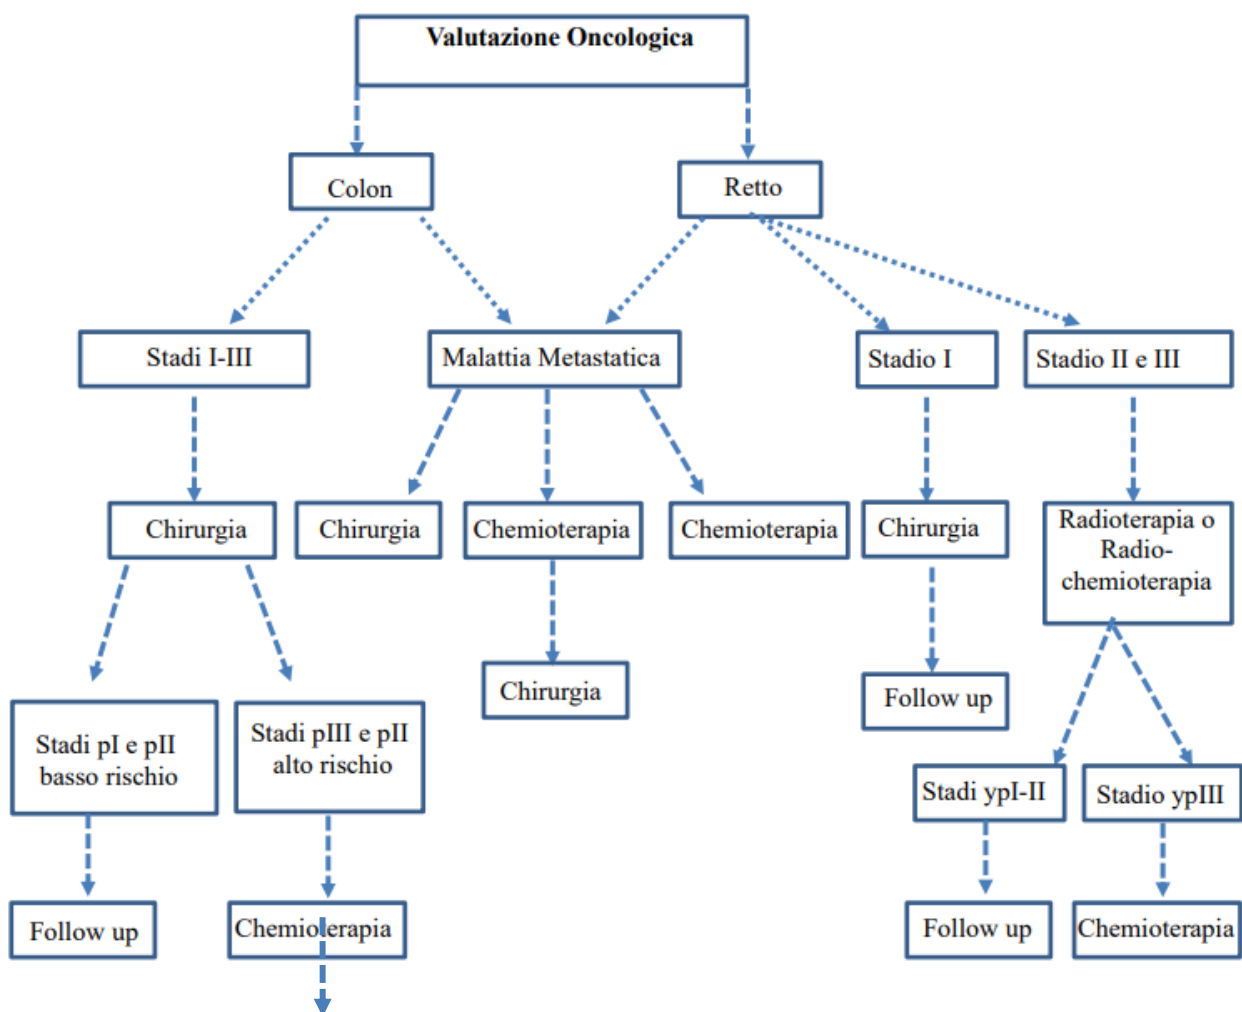 Valutazione Oncologica
Colon
Retto
Stadi I-III
Malattia Metastatica
Stadio I
Stadio II e III
Chirurgia
Chirurgia
Chemioterapia
Chemioterapia
Chirurgia
Radioterapia o
Radio-
chemioterapia
Chirurgia
Follow up
Stadi pI e pII
basso rischio
Stadi pIII e pII
alto rischio
Stadi ypI-II
Stadio ypIII
Follow up
Chemioterapia
Follow up
Chemioterapia